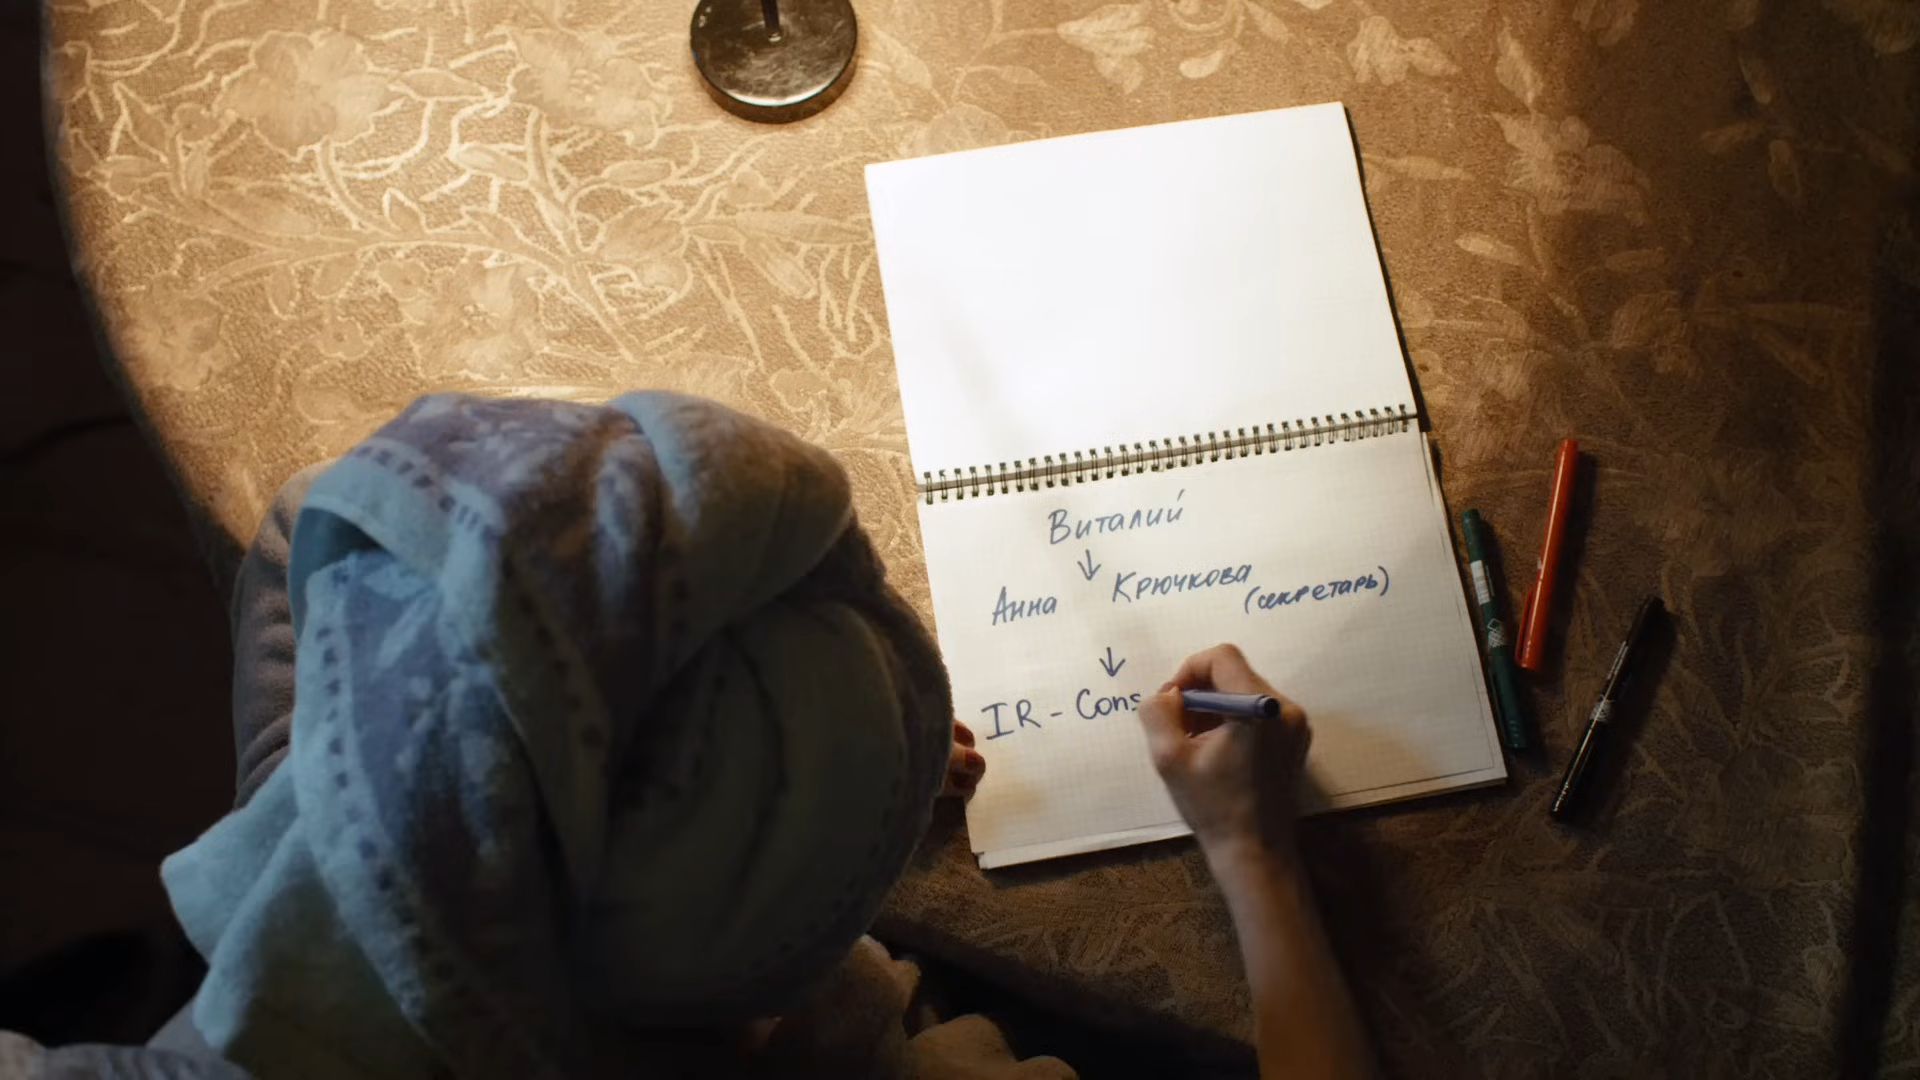 Виталий
↓
Анна Крючкова
(секретарь)
↓
IR - Cons